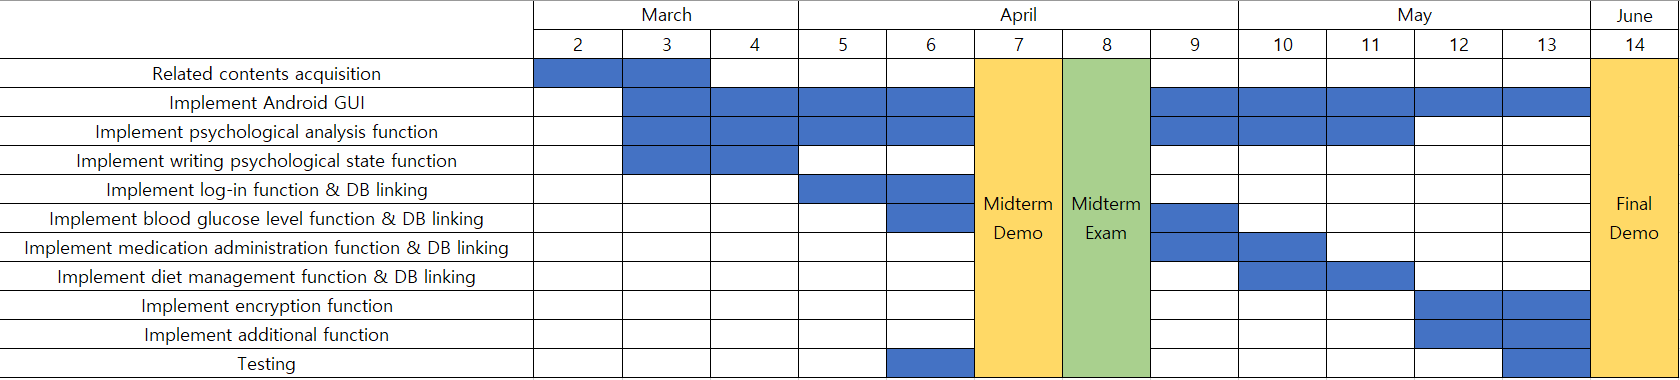 March April May June
2 3 4 5 6 7 8 9 10 11 12 13 14
Related contents acquisition
Implement Android GUI
Implement psychological analysis function
Implement writing psychological state function
Implement log-in function & DB linking
Implement blood glucose level function & DB linking
Implement medication administration function & DB linking
Implement diet management function & DB linking
Implement encryption function
Implement additional function
Testing
Midterm
Demo
Midterm
Exam
Final
Demo